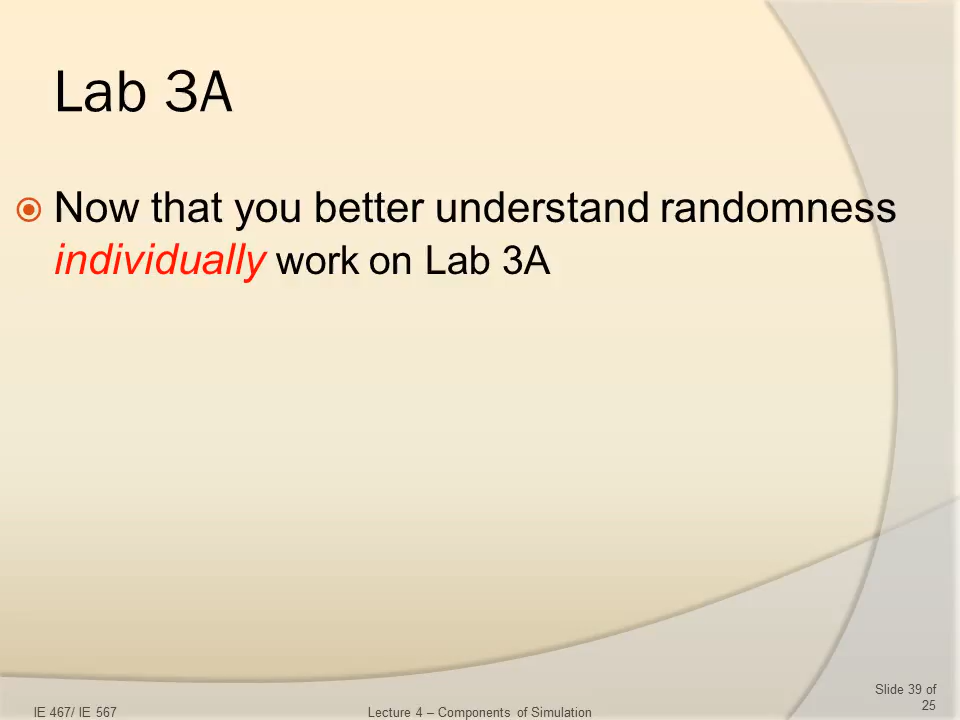 Lab 3A
Now that you better understand randomness
individually work on Lab 3A
Slide 39 of
25
IE 467/ IE 567
Lecture 4 – Components of Simulation